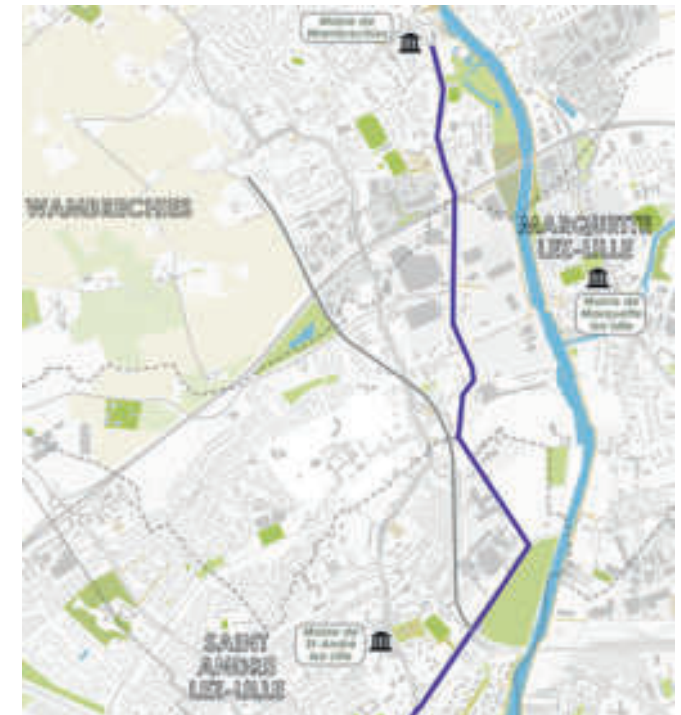 Mairie de
Wambrechies
WAMBRECHIES
MARQUETTE
LEZ-LILLE
Mairie de
Marquette
lez-Lille
SAINT
ANDRE
LEZ-LILLE
Mairie de
St-André
lez-Lille